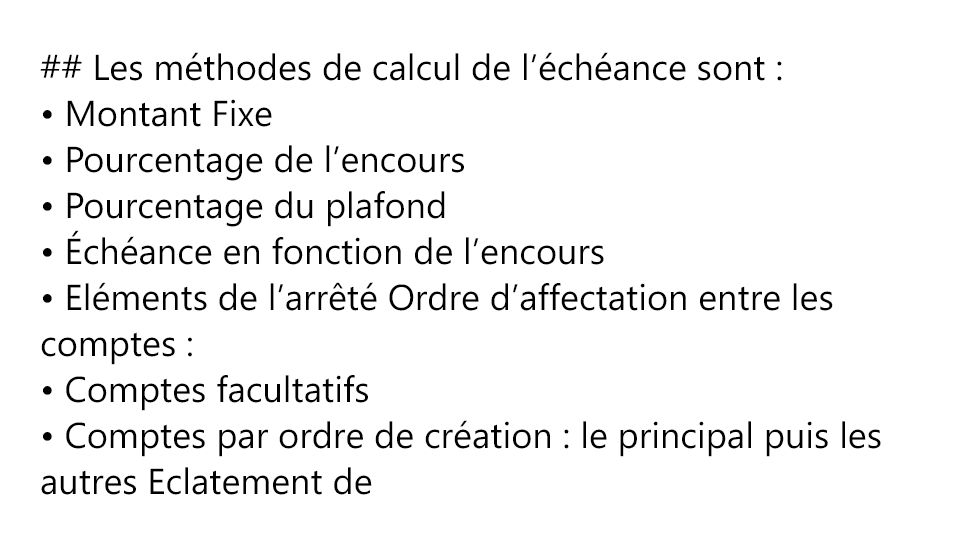 ## Les méthodes de calcul de l’échéance sont :
• Montant Fixe
• Pourcentage de l’encours
• Pourcentage du plafond
• Échéance en fonction de l’encours
• Eléments de l’arrêté Ordre d’affectation entre les
comptes :
• Comptes facultatifs
• Comptes par ordre de création : le principal puis les
autres Eclatement de